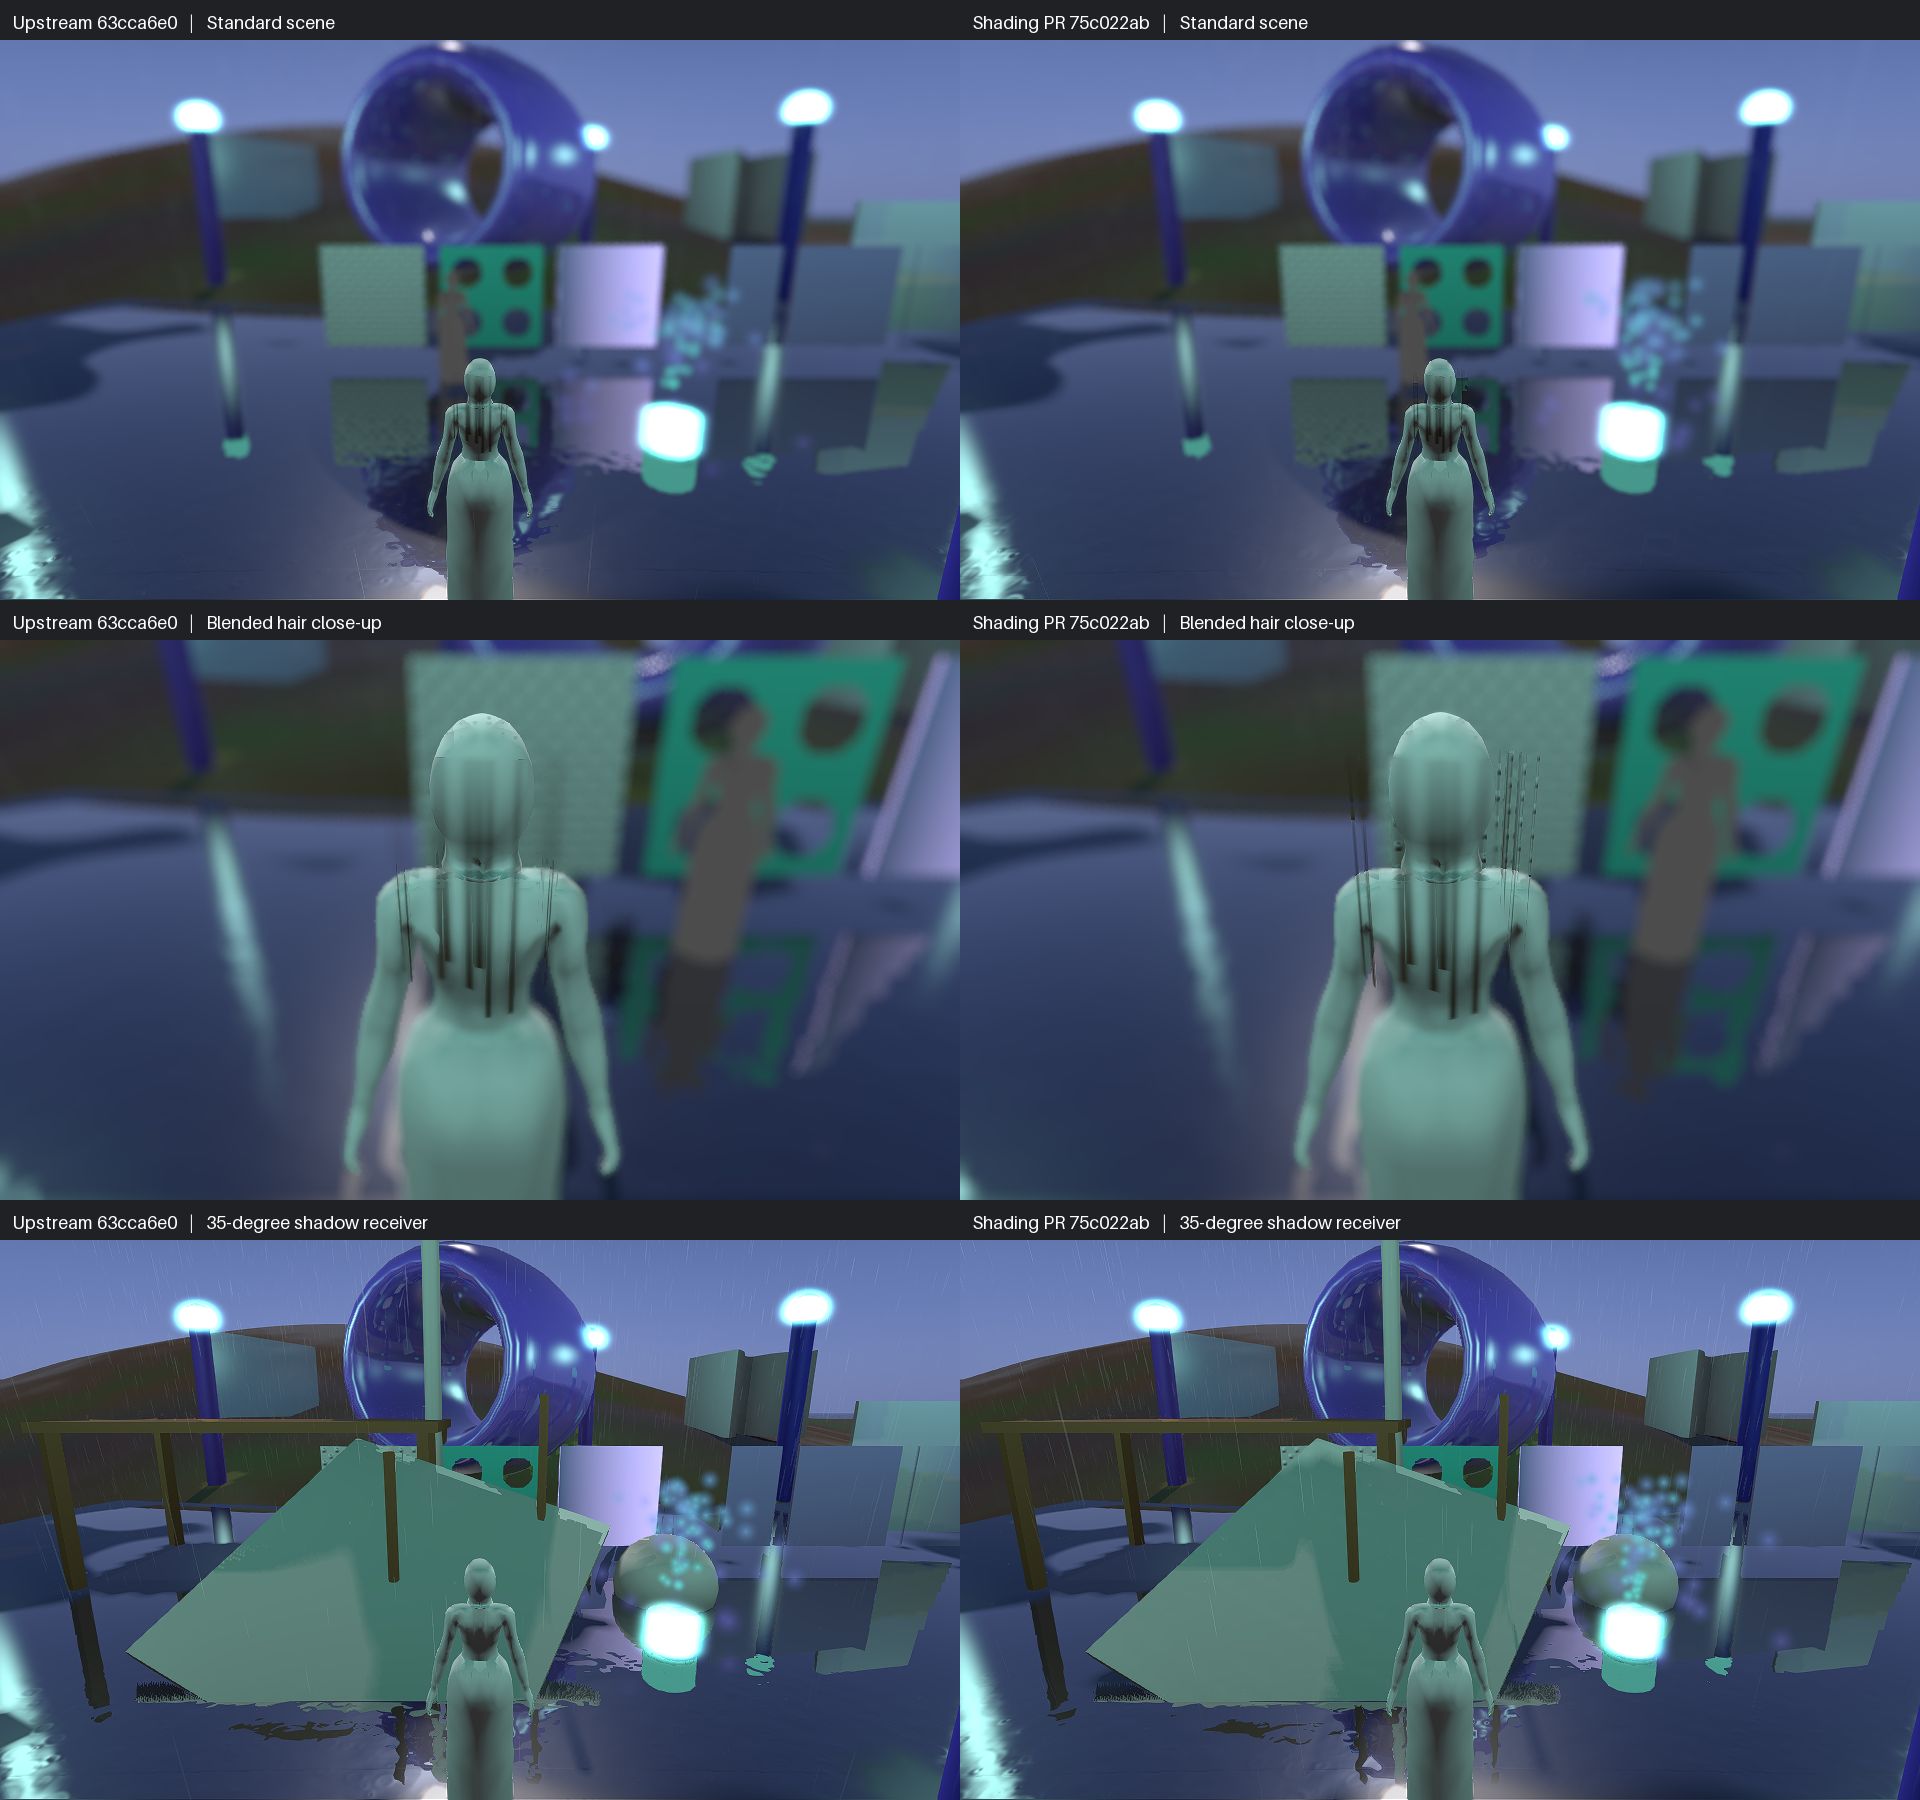 Upstream 63cca6e0 | Standard scene
Shading PR 75c022ab | Standard scene
Upstream 63cca6e0 | Blended hair close-up
Shading PR 75c022ab | Blended hair close-up
Upstream 63cca6e0 | 35-degree shadow receiver
Shading PR 75c022ab | 35-degree shadow receiver